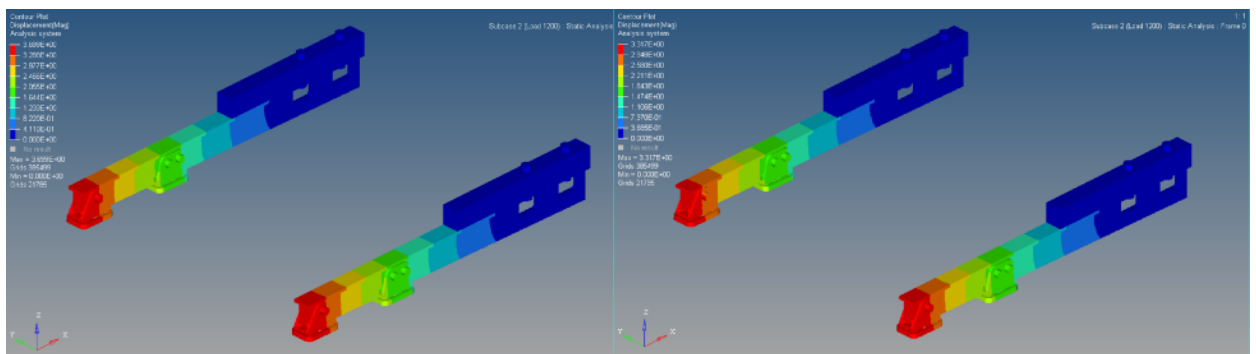 Contour Plot
Displacement(Mag)
Analysis system
3.699E+00
3.288E+00
2.877E+00
2.466E+00
2.055E+00
1.644E+00
1.233E+00
8.220E-01
4.110E-01
0.000E+00
No result
Max = 3.699E+00
Grids 385499
Min = 0.000E+00
Grids 21795
Subcase 2 (Load 1200) : Static Analysis
Z
Y
X
Contour Plot
Displacement(Mag)
Analysis system
3.317E+00
2.948E+00
2.580E+00
2.211E+00
1.843E+00
1.474E+00
1.106E+00
7.370E-01
3.685E-01
0.000E+00
No result
Max = 3.317E+00
Grids 385499
Min = 0.000E+00
Grids 21795
1: 1
Subcase 2 (Load 1200) : Static Analysis : Frame 0
Z
Y
X